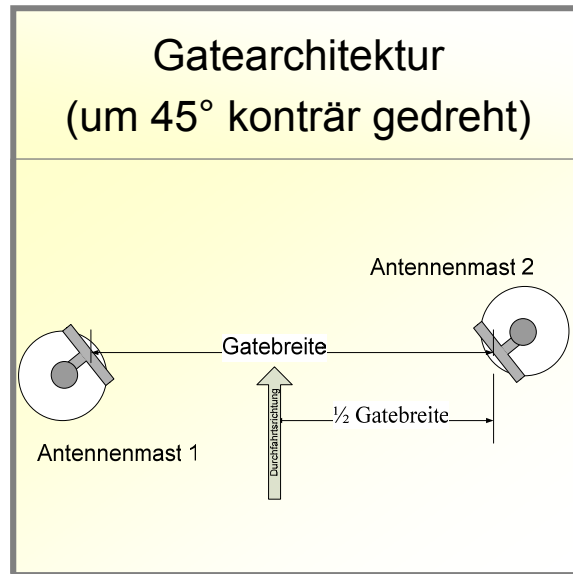 Gatearchitektur
(um 45° konträr gedreht)
Antennenmast 2
Gatebreite
Durchfahrtsrichtung
½ Gatebreite
Antennenmast 1